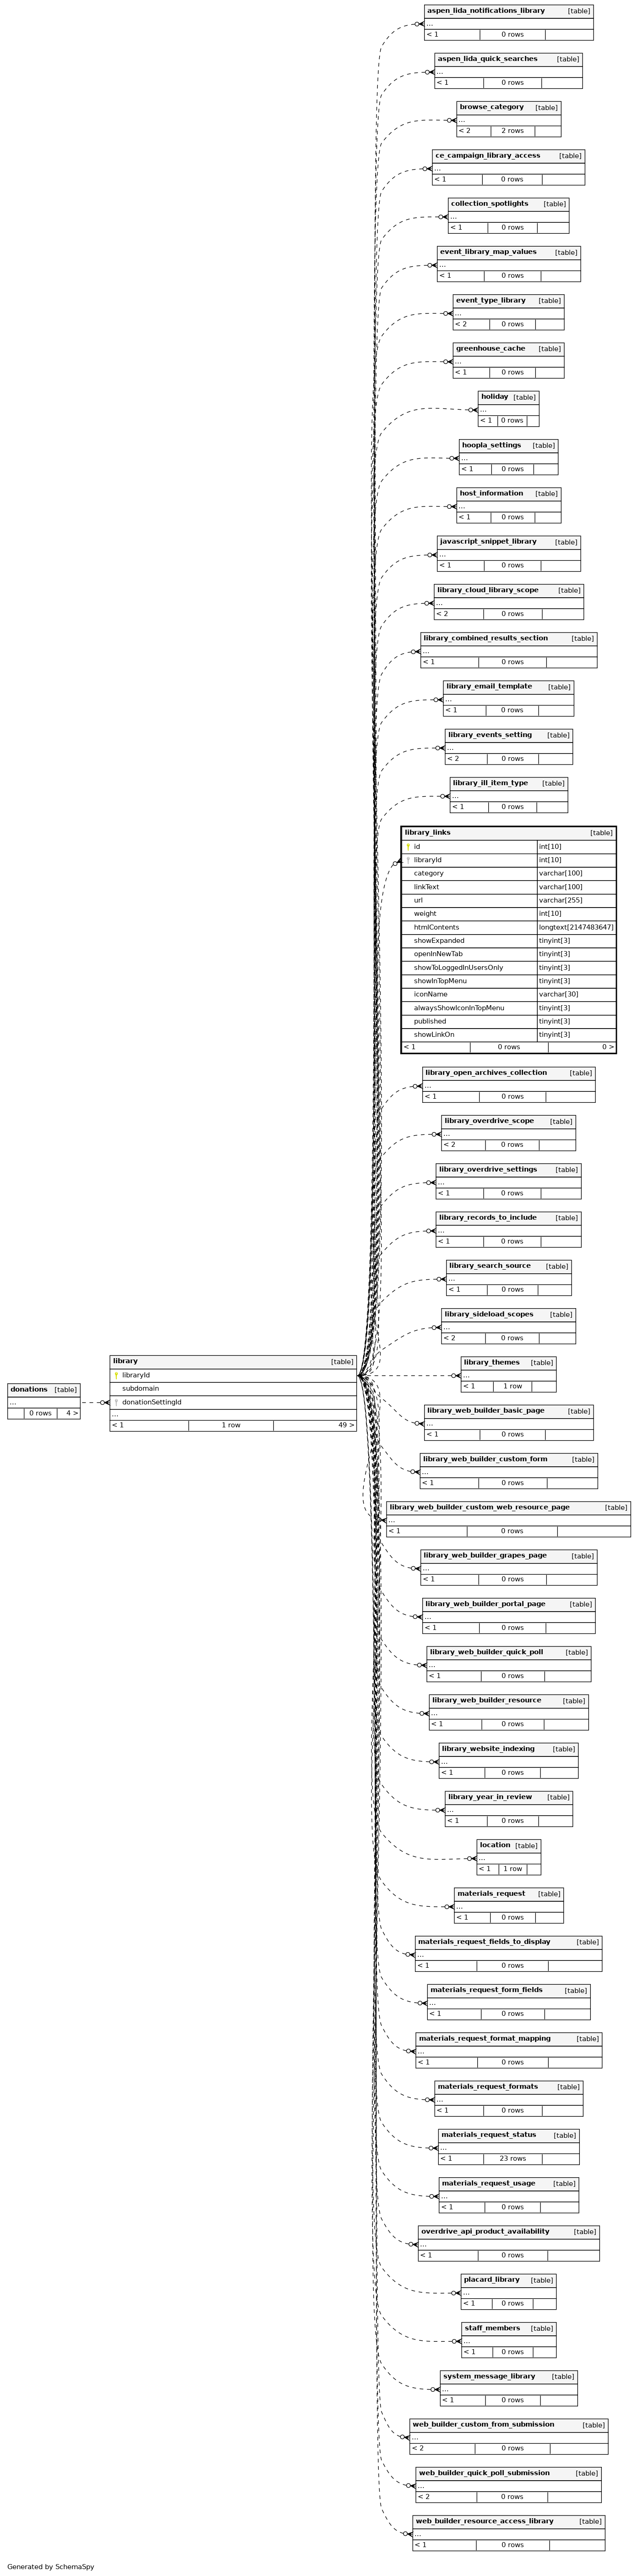 aspen_lida_notifications_library [table]
...
< 1 0 rows
aspen_lida_quick_searches [table]
...
< 1 0 rows
browse_category [table]
...
< 2 2 rows
ce_campaign_library_access [table]
...
< 1 0 rows
collection_spotlights [table]
...
< 1 0 rows
event_library_map_values [table]
...
< 1 0 rows
event_type_library [table]
...
< 2 0 rows
greenhouse_cache [table]
...
< 1 0 rows
holiday [table]
...
< 1 0 rows
hoopla_settings [table]
...
< 1 0 rows
host_information [table]
...
< 1 0 rows
javascript_snippet_library [table]
...
< 1 0 rows
library_cloud_library_scope [table]
...
< 2 0 rows
library_combined_results_section [table]
...
< 1 0 rows
library_email_template [table]
...
< 1 0 rows
library_events_setting [table]
...
< 2 0 rows
library_ill_item_type [table]
...
< 1 0 rows
library_links [table]
id int[10]
libraryId int[10]
category varchar[100]
linkText varchar[100]
url varchar[255]
weight int[10]
htmlContents longtext[2147483647]
showExpanded tinyint[3]
openInNewTab tinyint[3]
showToLoggedInUsersOnly tinyint[3]
showInTopMenu tinyint[3]
iconName varchar[30]
alwaysShowIconInTopMenu tinyint[3]
published tinyint[3]
showLinkOn tinyint[3]
< 1 0 rows 0 >
library_open_archives_collection [table]
...
< 1 0 rows
library_overdrive_scope [table]
...
< 2 0 rows
library_overdrive_settings [table]
...
< 1 0 rows
library_records_to_include [table]
...
< 1 0 rows
library_search_source [table]
...
< 1 0 rows
library_sideload_scopes [table]
...
< 2 0 rows
library [table]
libraryId
subdomain
donationSettingId
...
< 1 1 row 49 >
donations [table]
...
0 rows 4 >
library_themes [table]
...
< 1 1 row
library_web_builder_basic_page [table]
...
< 1 0 rows
library_web_builder_custom_form [table]
...
< 1 0 rows
library_web_builder_custom_web_resource_page [table]
...
< 1 0 rows
library_web_builder_grapes_page [table]
...
< 1 0 rows
library_web_builder_portal_page [table]
...
< 1 0 rows
library_web_builder_quick_poll [table]
...
< 1 0 rows
library_web_builder_resource [table]
...
< 1 0 rows
library_website_indexing [table]
...
< 1 0 rows
library_year_in_review [table]
...
< 1 0 rows
location [table]
...
< 1 1 row
materials_request [table]
...
< 1 0 rows
materials_request_fields_to_display [table]
...
< 1 0 rows
materials_request_form_fields [table]
...
< 1 0 rows
materials_request_format_mapping [table]
...
< 1 0 rows
materials_request_formats [table]
...
< 1 0 rows
materials_request_status [table]
...
< 1 23 rows
materials_request_usage [table]
...
< 1 0 rows
overdrive_api_product_availability [table]
...
< 1 0 rows
placard_library [table]
...
< 1 0 rows
staff_members [table]
...
< 1 0 rows
system_message_library [table]
...
< 1 0 rows
web_builder_custom_from_submission [table]
...
< 2 0 rows
web_builder_quick_poll_submission [table]
...
< 2 0 rows
web_builder_resource_access_library [table]
...
< 1 0 rows
Generated by SchemaSpy